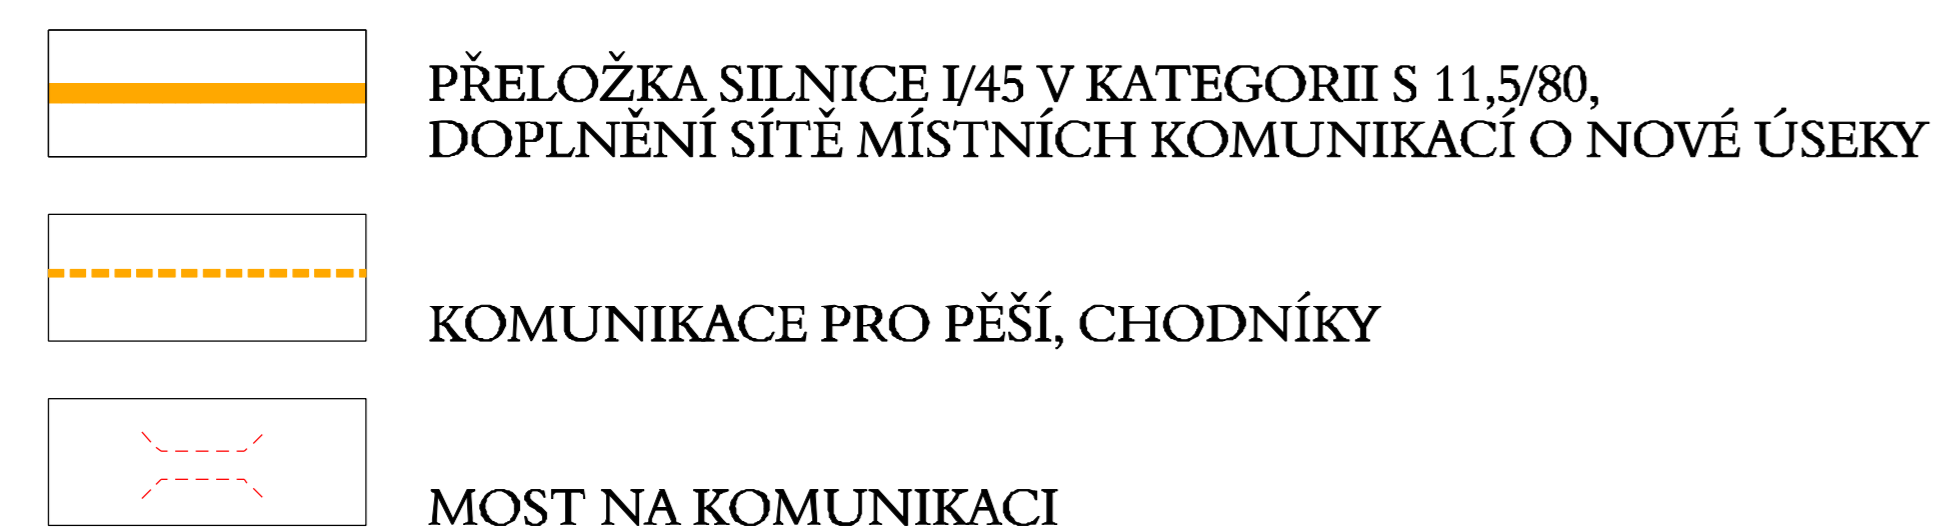 PŘELOŽKA SILNICE I/45 V KATEGORII S 11,5/80,
DOPLNĚNÍ SÍTĚ MÍSTNÍCH KOMUNIKACÍ O NOVÉ ÚSEKY
KOMUNIKACE PRO PĚŠÍ, CHODNÍKY
MOST NA KOMUNIKACI